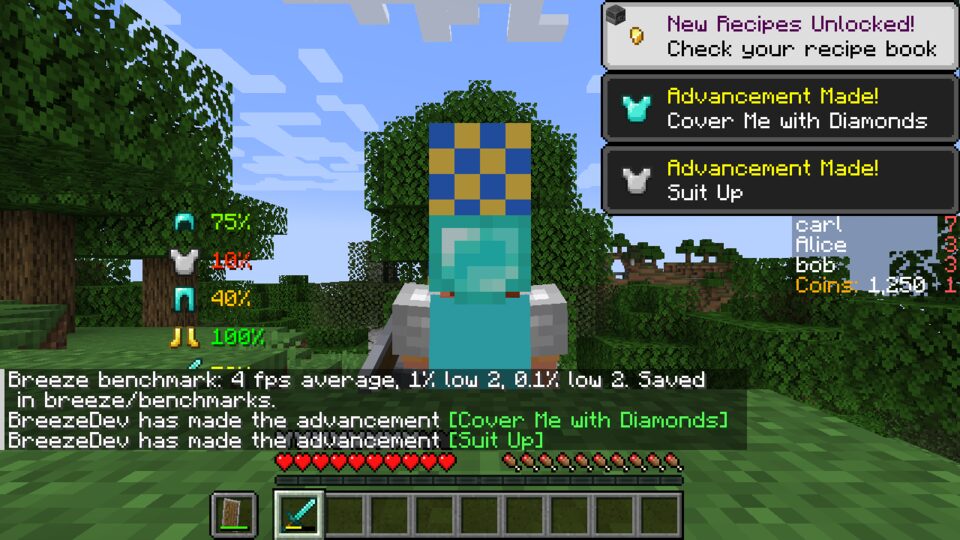 New Recipes Unlocked!
Check your recipe book
Advancement Made!
Cover Me with Diamonds
Advancement Made!
Suit Up
75%
10%
40%
100%
carl 7
Alice 3
bob 3
Coins: 1,250 1
Breeze benchmark: 4 fps average, 1% low 2, 0.1% low 2. Saved
in breeze/benchmarks.
BreezeDev has made the advancement [Cover Me with Diamonds]
BreezeDev has made the advancement [Suit Up]